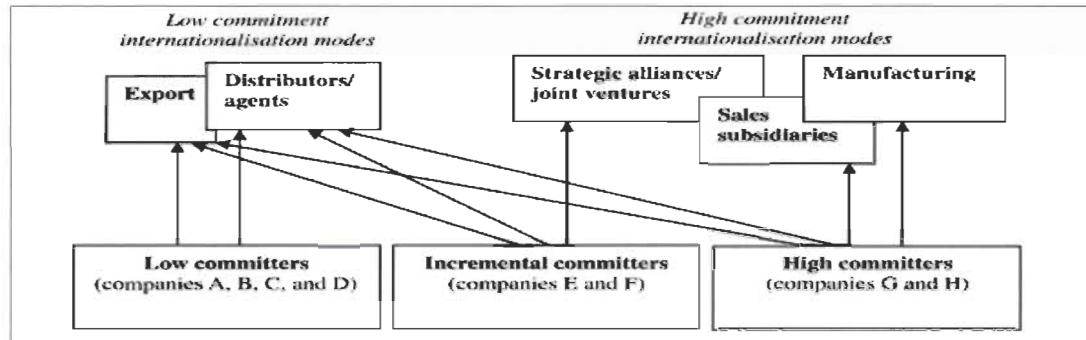 Low commitment
internationalisation modes
High commitment
internationalisation modes
Export
Distributors/
agents
Strategic alliances/
joint ventures
Sales
subsidiaries
Manufacturing
Low committers
(companies A, B, C, and D)
Incremental committers
(companies E and F)
High committers
(companies G and H)